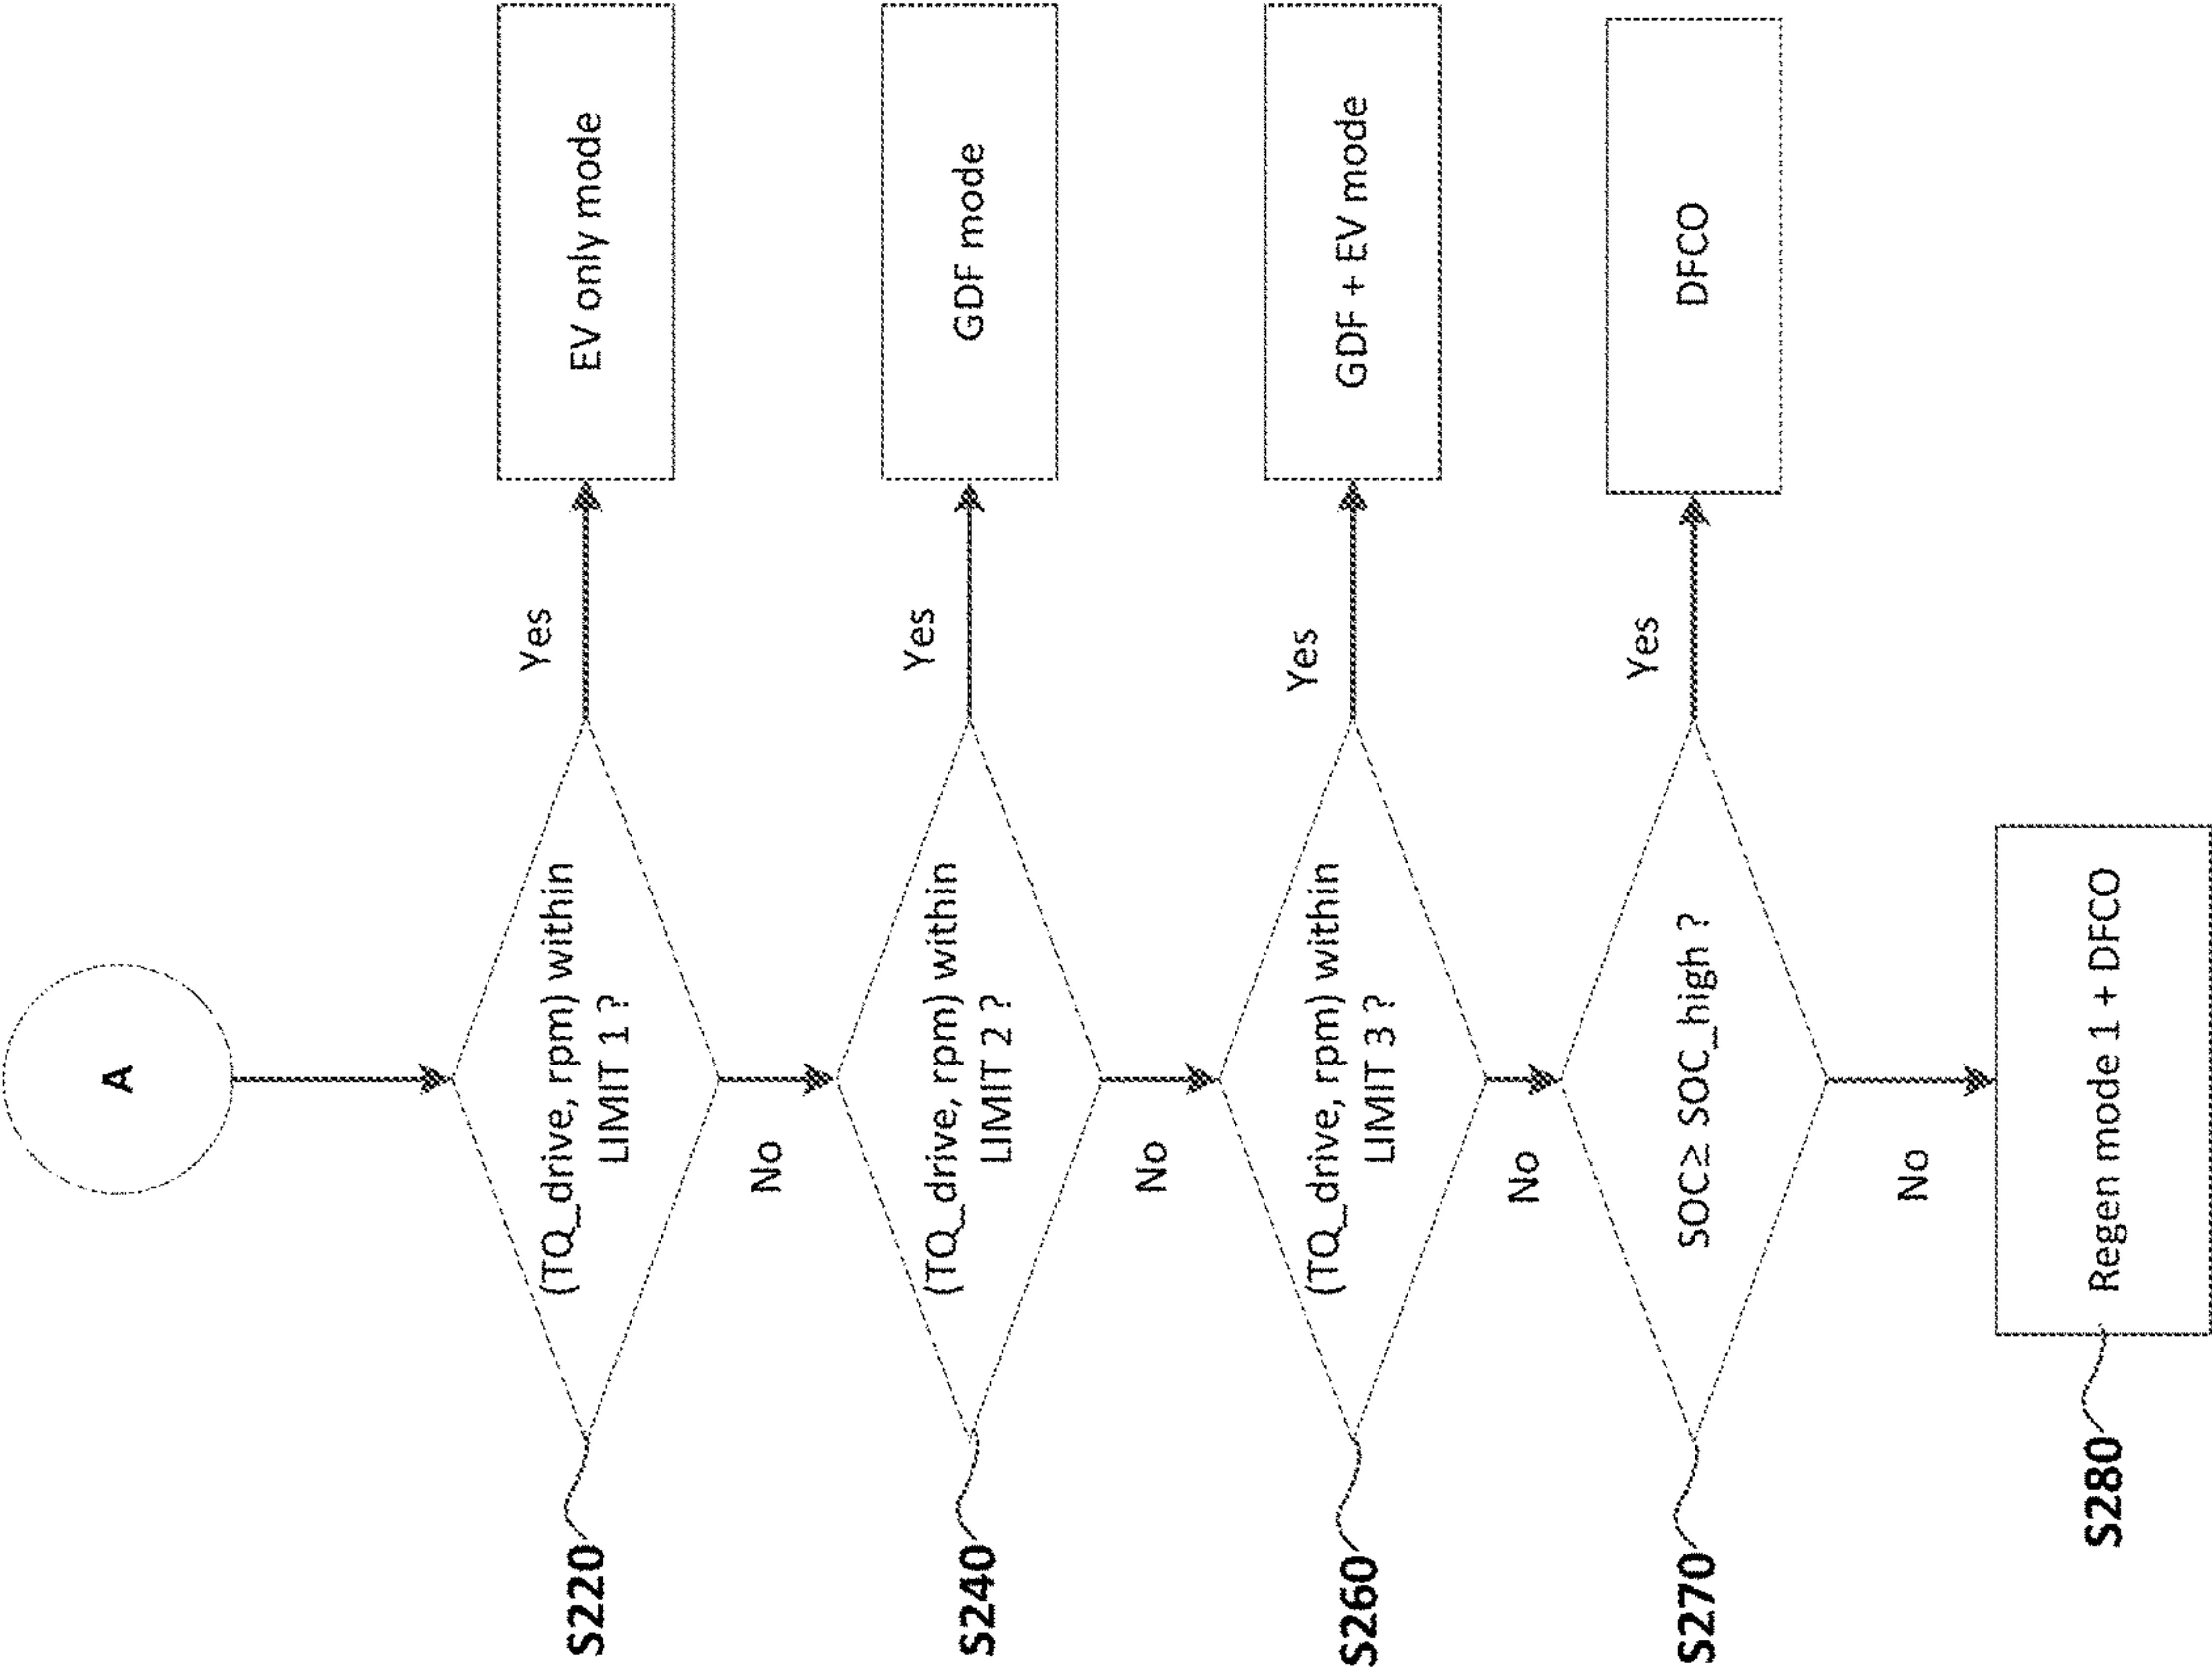 A
S220
(TQ_drive, rpm) within
LIMIT 1 ?
Yes
EV only mode
No
S240
(TQ_drive, rpm) within
LIMIT 2 ?
Yes
GDF mode
No
S260
(TQ_drive, rpm) within
LIMIT 3 ?
Yes
GDF + EV mode
No
S270
SOC≥ SOC_high ?
Yes
DFCO
No
S280
Regen mode 1 + DFCO